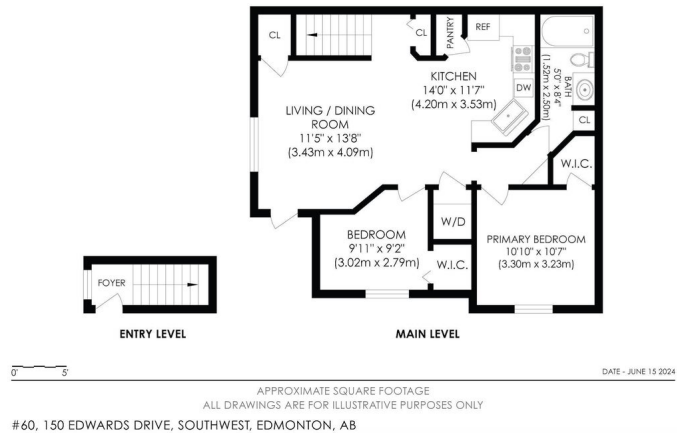 CL
CL
PANTRY
REF
KITCHEN
14'0" x 11'7"
(4.20m x 3.53m)
DW
BATH
5'0" x 8'4"
(1.52m x 2.50m)
CL
LIVING / DINING
ROOM
11'5" x 13'8"
(3.43m x 4.09m)
W.I.C.
W/D
BEDROOM
9'11" x 9'2"
(3.02m x 2.79m)
W.I.C.
PRIMARY BEDROOM
10'10" x 10'7"
(3.30m x 3.23m)
FOYER
ENTRY LEVEL
MAIN LEVEL
0' 5'
DATE - JUNE 15 2024
APPROXIMATE SQUARE FOOTAGE
ALL DRAWINGS ARE FOR ILLUSTRATIVE PURPOSES ONLY
#60, 150 EDWARDS DRIVE, SOUTHWEST, EDMONTON, AB